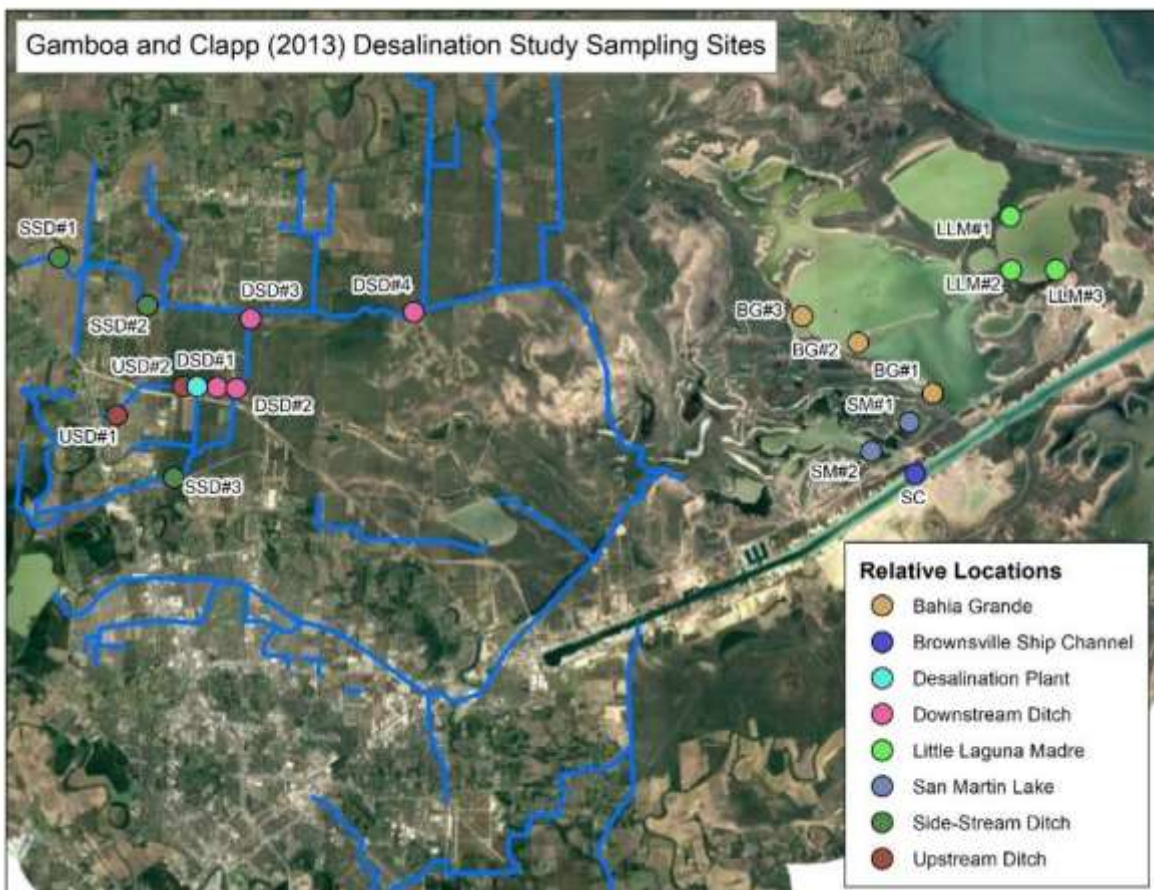 Gamboa and Clapp (2013) Desalination Study Sampling Sites
SSD#1
LLM#1
SSD#2
DSD#3
DSD#4
LLM#2
LLM#3
BG#3
BG#2
USD#2
DSD#1
BG#1
DSD#2
USD#1
SM#1
SM#2
SSD#3
SC
Relative Locations
Bahia Grande
Brownsville Ship Channel
Desalination Plant
Downstream Ditch
Little Laguna Madre
San Martin Lake
Side-Stream Ditch
Upstream Ditch